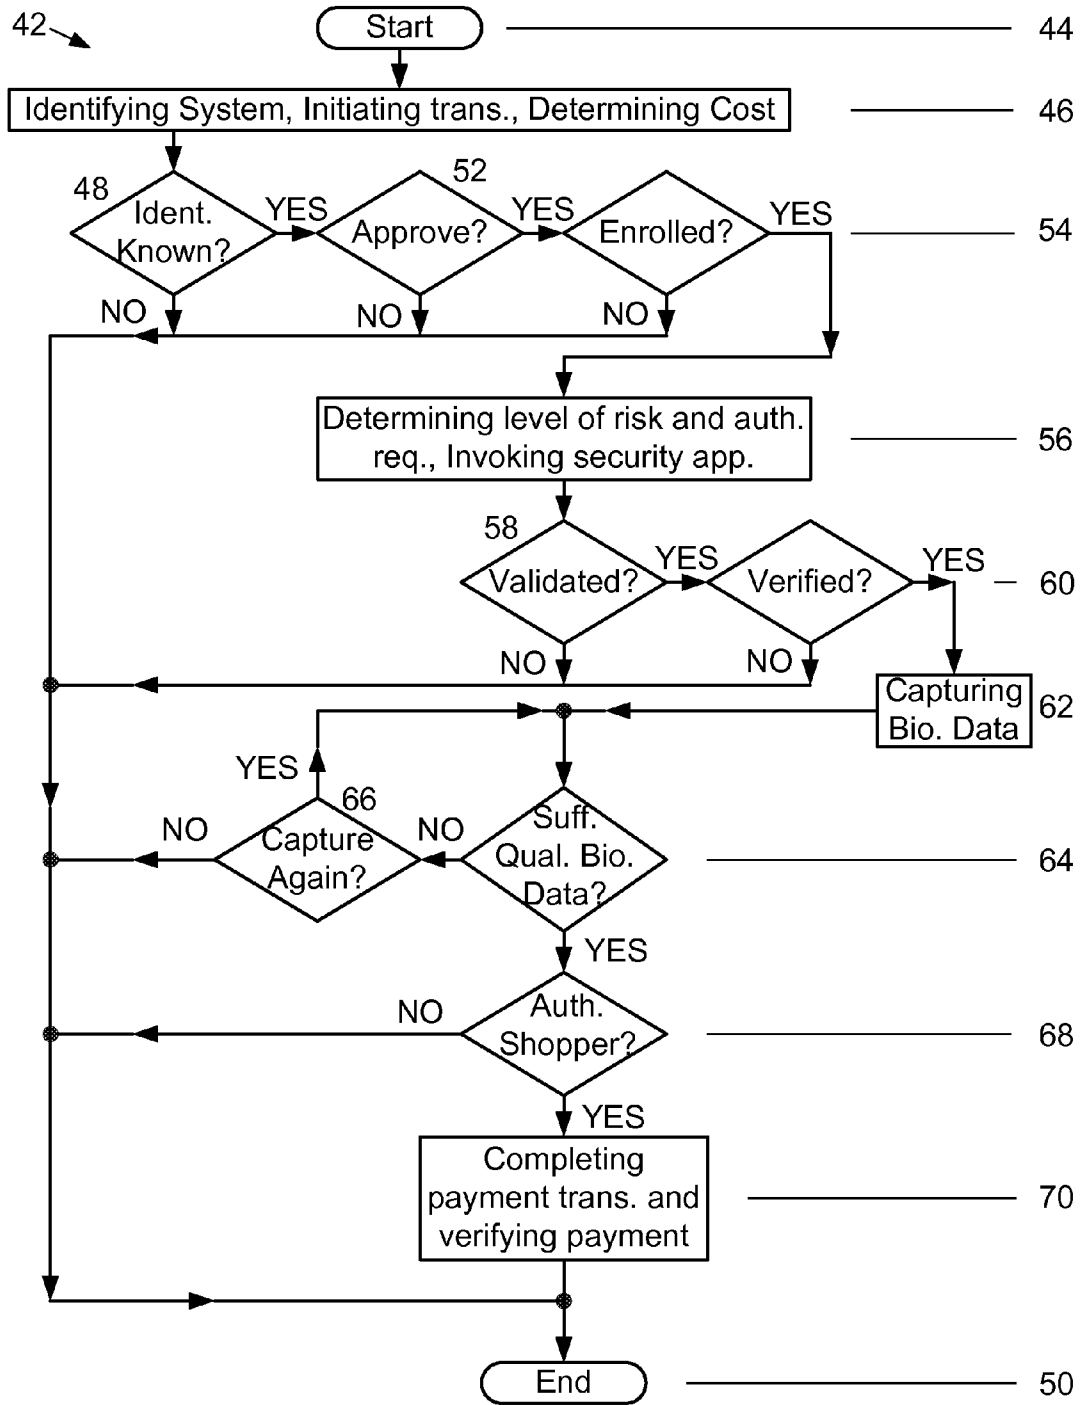 42
Start
44
Identifying System, Initiating trans., Determining Cost
46
48
52
Ident.
Known?
YES
Approve?
YES
Enrolled?
YES
54
NO
NO
NO
Determining level of risk and auth.
req., Invoking security app.
56
58
Validated?
YES
Verified?
YES
60
NO
NO
Capturing
Bio. Data
62
YES
66
Capture
Again?
NO
NO
Suff.
Qual. Bio.
Data?
64
YES
NO
Auth.
Shopper?
68
YES
Completing
payment trans. and
verifying payment
70
End
50